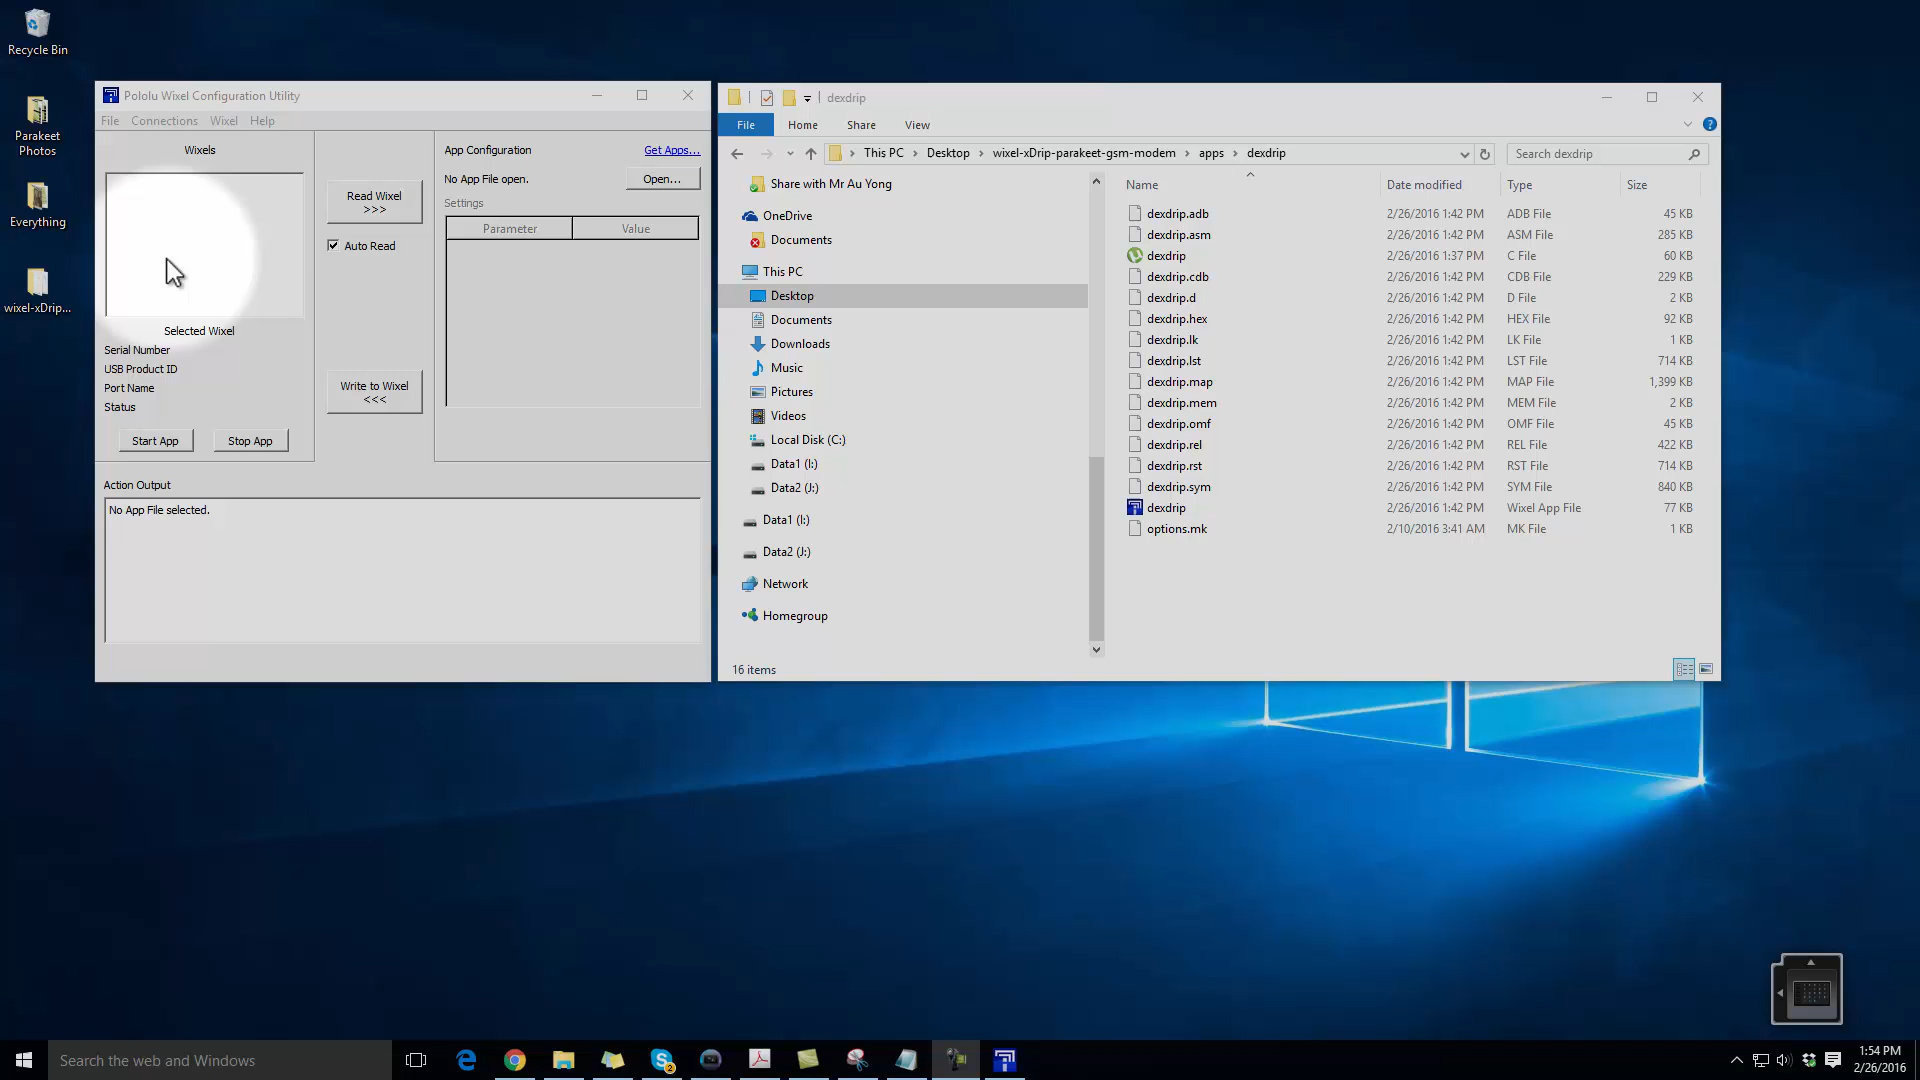 Recycle Bin
Parakeet
Photos
Everything
wixel-xDrip...
Pololu Wixel Configuration Utility
File Connections Wixel Help
Wixels
Selected Wixel
Serial Number
USB Product ID
Port Name
Status
Start App Stop App
Read Wixel
>>>
Auto Read
Write to Wixel
<<<
App Configuration Get Apps...
No App File open. Open...
Settings
Parameter Value
Action Output
No App File selected.
dexdrip
File Home Share View
This PC > Desktop > wixel-xDrip-parakeet-gsm-modem > apps > dexdrip
Search dexdrip
Share with Mr Au Yong
OneDrive
Documents
This PC
Desktop
Documents
Downloads
Music
Pictures
Videos
Local Disk (C:)
Data1 (I:)
Data2 (J:)
Data1 (I:)
Data2 (J:)
Network
Homegroup
Name Date modified Type Size
dexdrip.adb 2/26/2016 1:42 PM ADB File 45 KB
dexdrip.asm 2/26/2016 1:42 PM ASM File 285 KB
dexdrip 2/26/2016 1:37 PM C File 60 KB
dexdrip.cdb 2/26/2016 1:42 PM CDB File 229 KB
dexdrip.d 2/26/2016 1:42 PM D File 2 KB
dexdrip.hex 2/26/2016 1:42 PM HEX File 92 KB
dexdrip.lk 2/26/2016 1:42 PM LK File 1 KB
dexdrip.lst 2/26/2016 1:42 PM LST File 714 KB
dexdrip.map 2/26/2016 1:42 PM MAP File 1,399 KB
dexdrip.mem 2/26/2016 1:42 PM MEM File 2 KB
dexdrip.omf 2/26/2016 1:42 PM OMF File 45 KB
dexdrip.rel 2/26/2016 1:42 PM REL File 422 KB
dexdrip.rst 2/26/2016 1:42 PM RST File 714 KB
dexdrip.sym 2/26/2016 1:42 PM SYM File 840 KB
dexdrip 2/26/2016 1:42 PM Wixel App File 77 KB
options.mk 2/10/2016 3:41 AM MK File 1 KB
16 items
Search the web and Windows
2
1:54 PM
2/26/2016